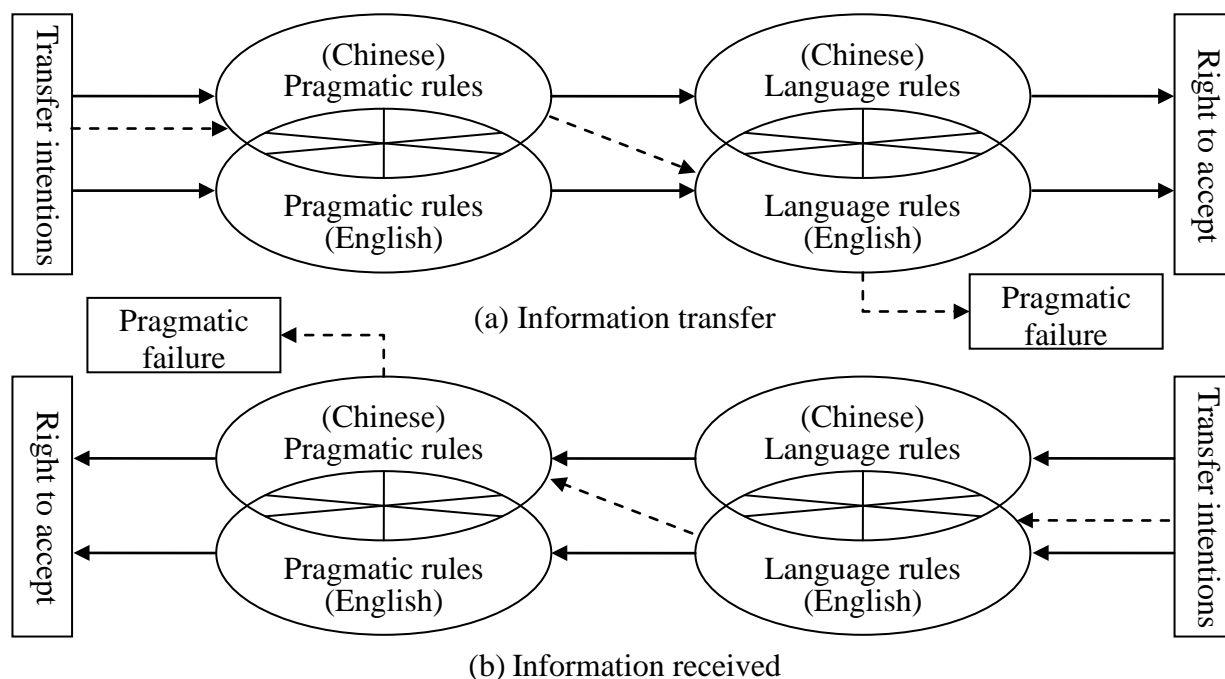 Transfer intentions
(Chinese)
Pragmatic rules
Pragmatic rules
(English)
(Chinese)
Language rules
Language rules
(English)
Right to accept
(a) Information transfer
Pragmatic
failure
Pragmatic
failure
Right to accept
(Chinese)
Pragmatic rules
Pragmatic rules
(English)
(Chinese)
Language rules
Language rules
(English)
Transfer intentions
(b) Information received